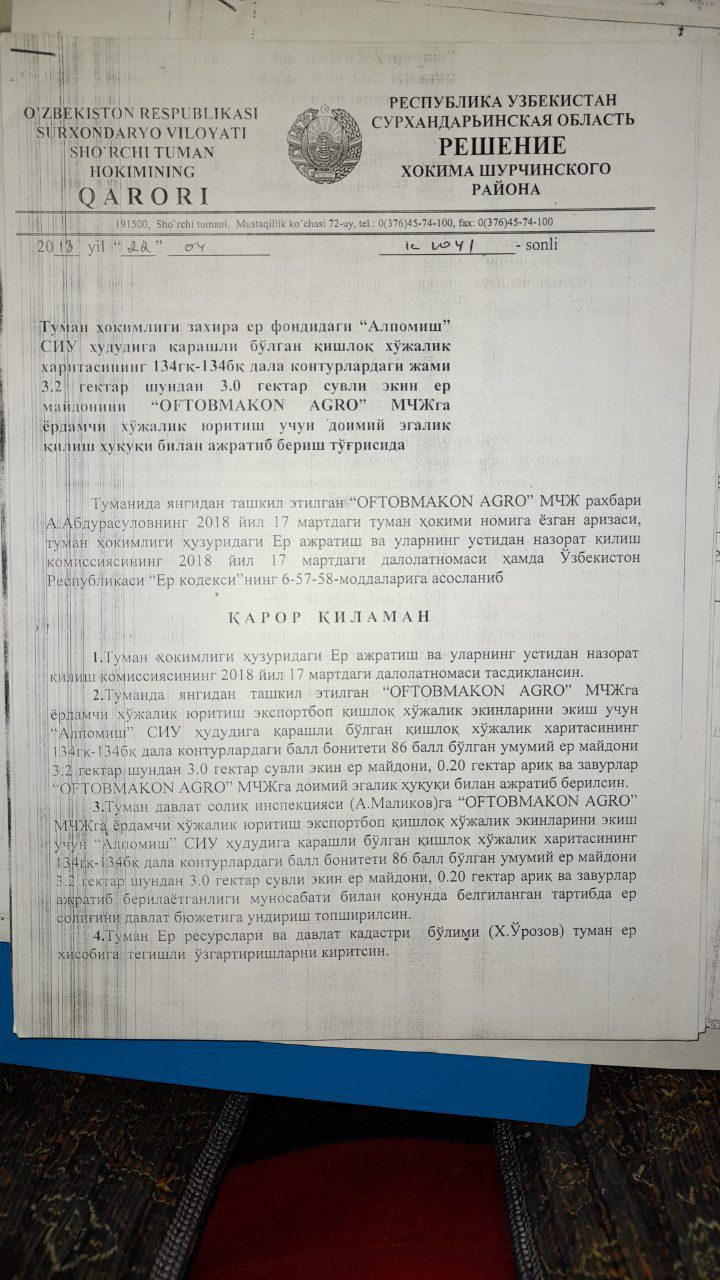 O'ZBEKISTON RESPUBLIKASI
SURXONDARYO VILOYATI
SHO`RCHI TUMAN
HOKIMINING
QARORI
РЕСПУБЛИКА УЗБЕКИСТАН
СУРХАНДАРЬИНСКАЯ ОБЛАСТЬ
РЕШЕНИЕ
ХОКИМА ШУРЧИНСКОГО
РАЙОНА
191500, Sho`rchi tumani, Mustaqillik ko`chasi 72-uy, tel.: 0(376)45-74-100, fax: 0(376)45-74-100
2018 yil “22” 04 1041 - sonli
Туман ҳокимлиги захира ер фондидаги “Алпомиш”
СИУ ҳудудига қарашли бўлган қишлоқ хўжалик
харитасининг 134гқ-134бқ дала контурлардаги жами
3.2 гектар шундан 3.0 гектар сувли экин ер
майдонини “OFTOBMAKON AGRO” МЧЖга
ёрдамчи хўжалик юритиш учун доимий эгалик
қилиш ҳуқуқи билан ажратиб бериш тўғрисида
Туманида янгидан ташкил этилган “OFTOBMAKON AGRO” МЧЖ раҳбари
А.Абдурасуловнинг 2018 йил 17 мартдаги туман ҳокими номига ёзган аризаси,
туман ҳокимлиги ҳузуридаги Ер ажратиш ва уларнинг устидан назорат қилиш
комиссиясининг 2018 йил 17 мартдаги далолатномаси ҳамда Ўзбекистон
Республикаси “Ер кодекси”нинг 6-57-58-моддаларига асосланиб
ҚАРОР ҚИЛАМАН
1.Туман ҳокимлиги ҳузуридаги Ер ажратиш ва уларнинг устидан назорат
қилиш комиссиясининг 2018 йил 17 мартдаги далолатномаси тасдиқлансин.
2.Туманда янгидан ташкил этилган “OFTOBMAKON AGRO” МЧЖга
ёрдамчи хўжалик юритиш экспортбоп қишлоқ хўжалик экинларини экиш учун
“Алпомиш” СИУ ҳудудига қарашли бўлган қишлоқ хўжалик харитасининг
134гқ-134бқ дала контурлардаги балл бонитети 86 балл бўлган умумий ер майдони
3.2 гектар шундан 3.0 гектар сувли экин ер майдони, 0.20 гектар ариқ ва завурлар
“OFTOBMAKON AGRO” МЧЖга доимий эгалик ҳуқуқи билан ажратиб берилсин.
3.Туман давлат солиқ инспекцияси (А.Маликов)га “OFTOBMAKON AGRO”
МЧЖга ёрдамчи хўжалик юритиш экспортбоп қишлоқ хўжалик экинларини экиш
учун “Алпомиш” СИУ ҳудудига қарашли бўлган қишлоқ хўжалик харитасининг
134гқ-134бқ дала контурлардаги балл бонитети 86 балл бўлган умумий ер майдони
3.2 гектар шундан 3.0 гектар сувли экин ер майдони, 0.20 гектар ариқ ва завурлар
ажратиб берилаётганлиги муносабати билан қонунда белгиланган тартибда ер
солиғини давлат бюжетига ундириш топширилсин.
4.Туман Ер ресурслари ва давлат кадастри бўлими (Х.Ўрозов) туман ер
ҳисобига тегишли ўзгартиришларни киритсин.